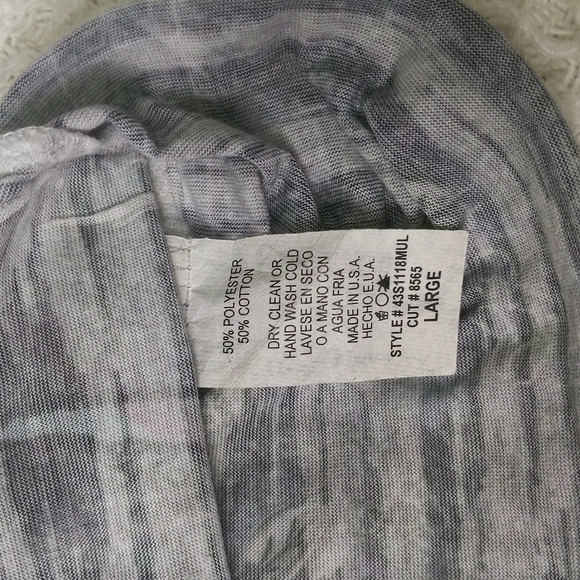 50% POLYESTER
50% COTTON
DRY CLEAN OR
HAND WASH COLD
LAVESE EN SECO
O A MANO CON
AGUA FRIA
MADE IN U.S.A.
HECHO E.U.A.
STYLE # 43S1118MUL
CUT # 8565
LARGE